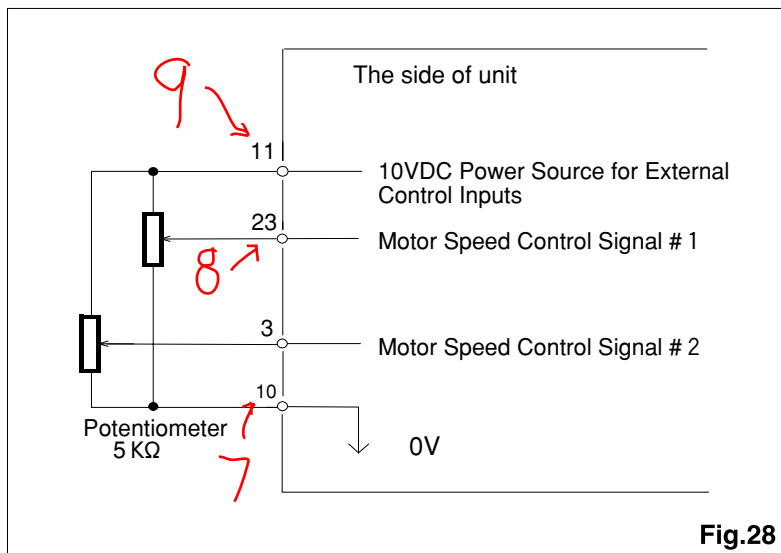 9
The side of unit
11
10VDC Power Source for External
Control Inputs
23
Motor Speed Control Signal # 1
8
3
Motor Speed Control Signal # 2
10
Potentiometer
5 KΩ
7
0V
Fig.28